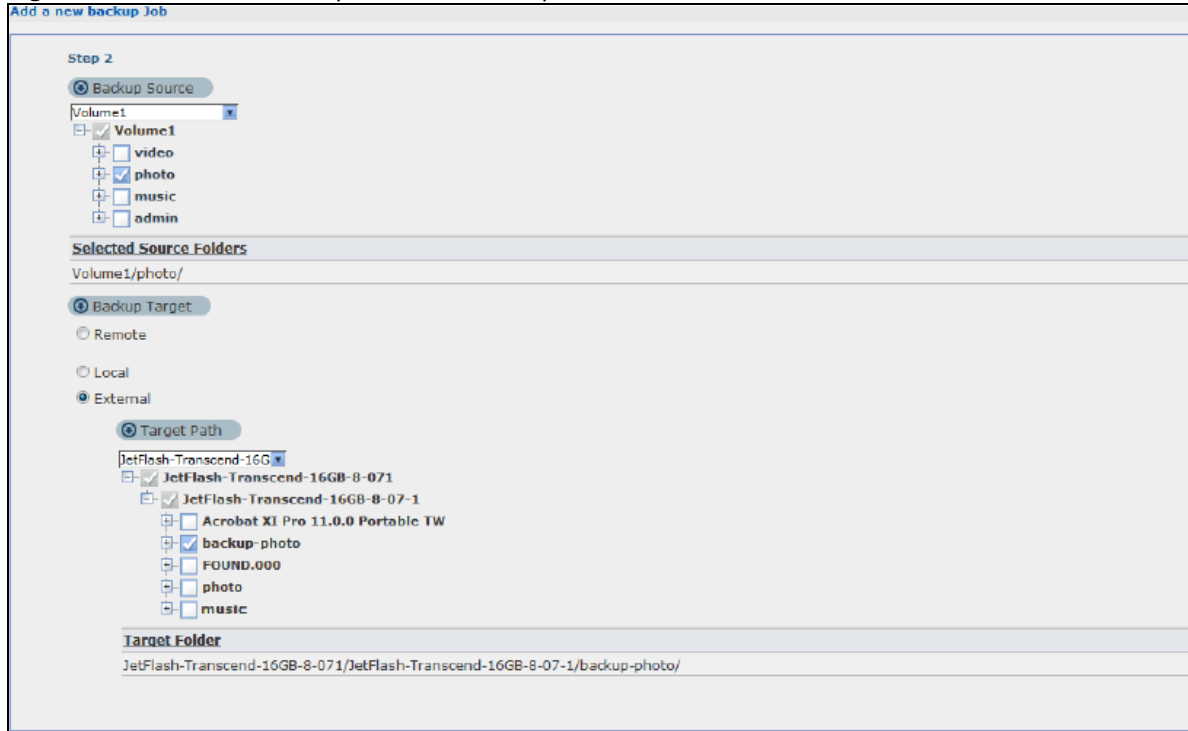 Add a new backup Job
Step 2
Backup Source
Volume1
Volume1
video
photo
music
admin
Selected Source Folders
Volume1/photo/
Backup Target
Remote
Local
External
Target Path
JetFlash-Transcend-16G
JetFlash-Transcend-16GB-8-071
JetFlash-Transcend-16GB-8-07-1
Acrobat XI Pro 11.0.0 Portable TW
backup-photo
FOUND.000
photo
music
Target Folder
JetFlash-Transcend-16GB-8-071/JetFlash-Transcend-16GB-8-07-1/backup-photo/